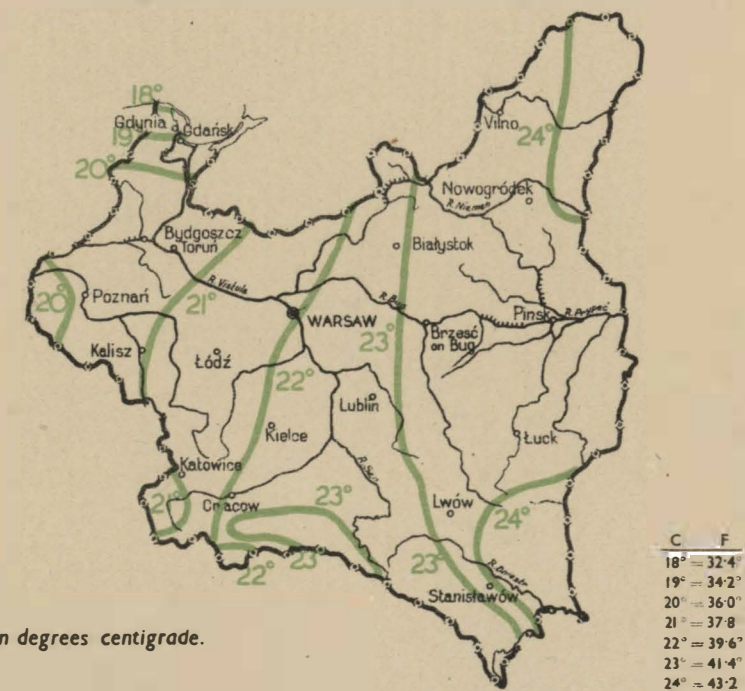 18°
Gdynia
Gdańsk
19
20°
Vilno
24°
Nowogródek
R. Niemen
Bydgoszcz
Toruń
Białystok
20°
Poznań
21°
R. Vistula
WARSAW
R. Bug
23°
Brześć
on Bug
Pinsk
R. Prypeć
Kalisz
Łódź
22°
Lublin
Kielce
Łuck
Katowice
21°
Cracow
R. San
23°
Lwów
24°
22°
23
23°
R. Dniestr
Stanisławów
n degrees centigrade.
C F
18° = 32·4°
19° = 34·2°
20° = 36·0°
21° = 37·8
22° = 39·6°
23° = 41·4°
24° = 43·2